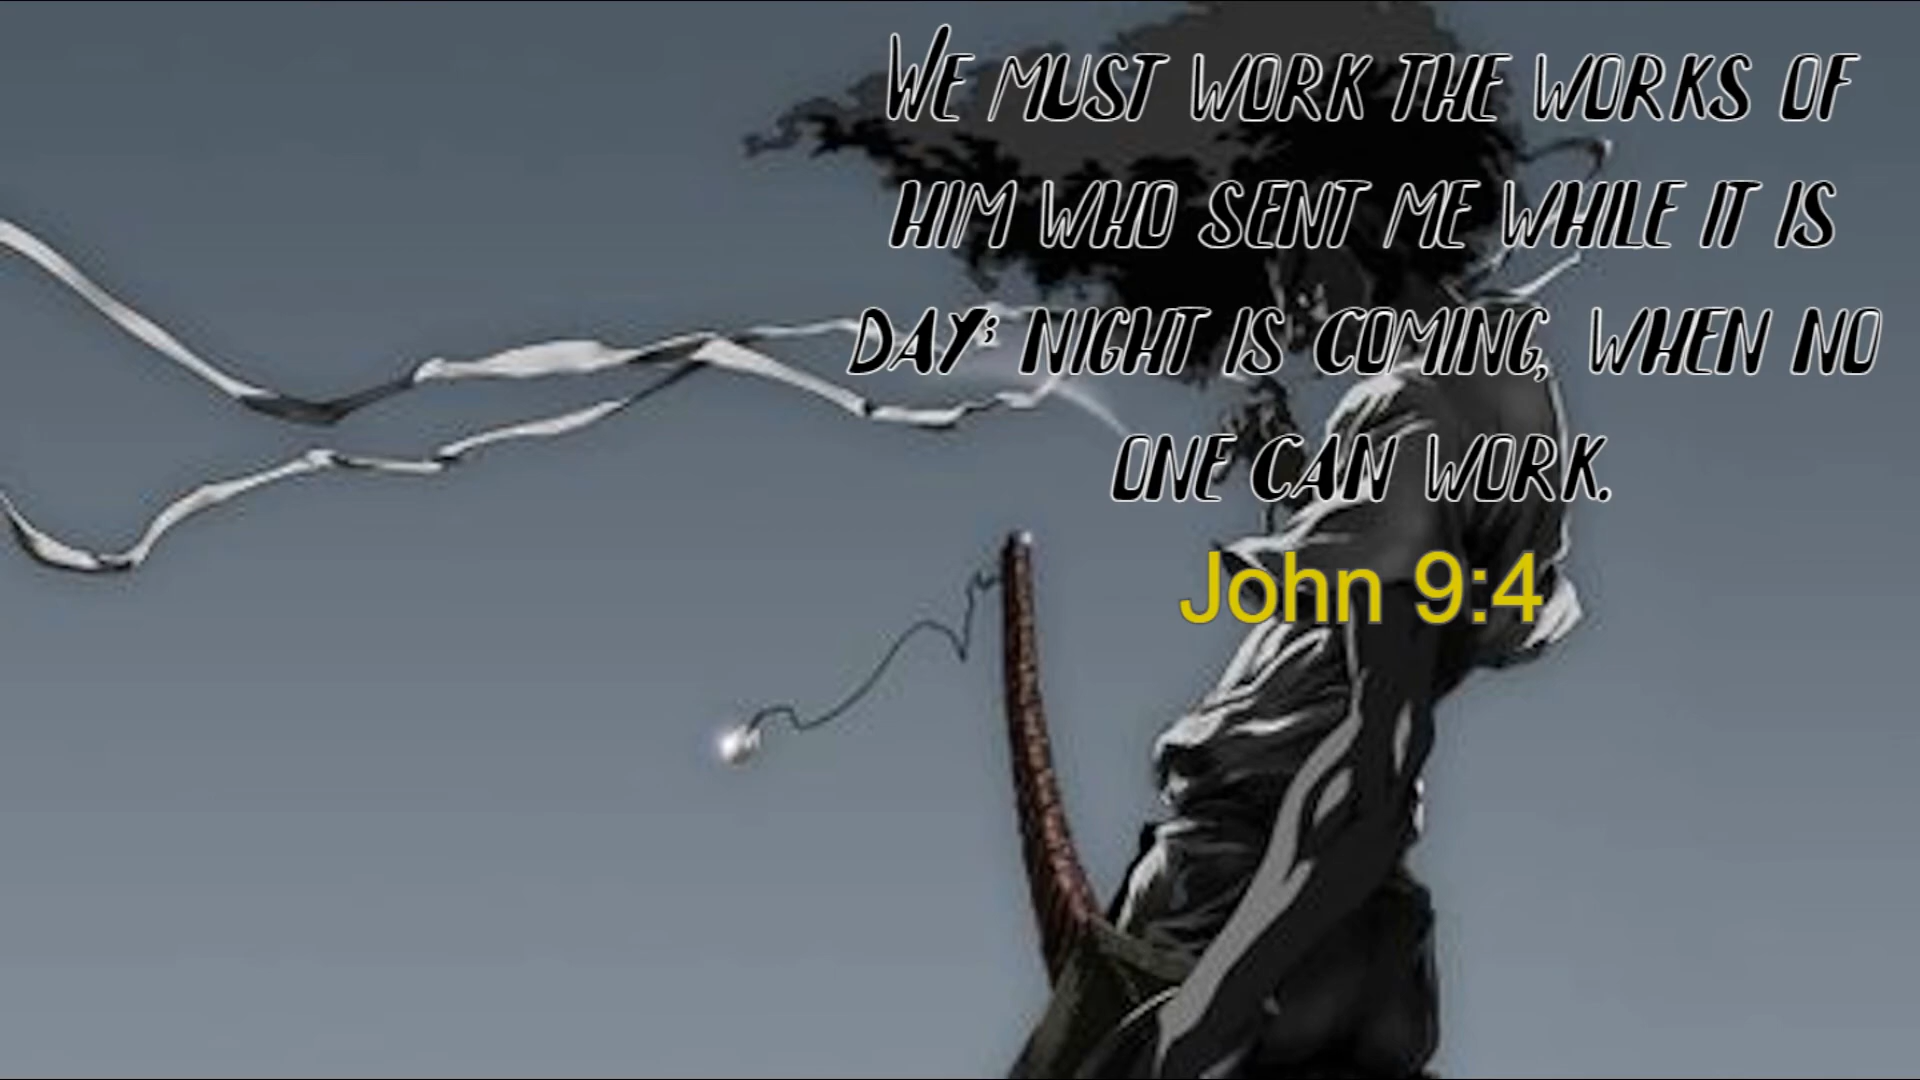 WE MUST WORK THE WORKS OF
HIM WHO SENT ME WHILE IT IS
DAY; NIGHT IS COMING, WHEN NO
ONE CAN WORK.
John 9:4